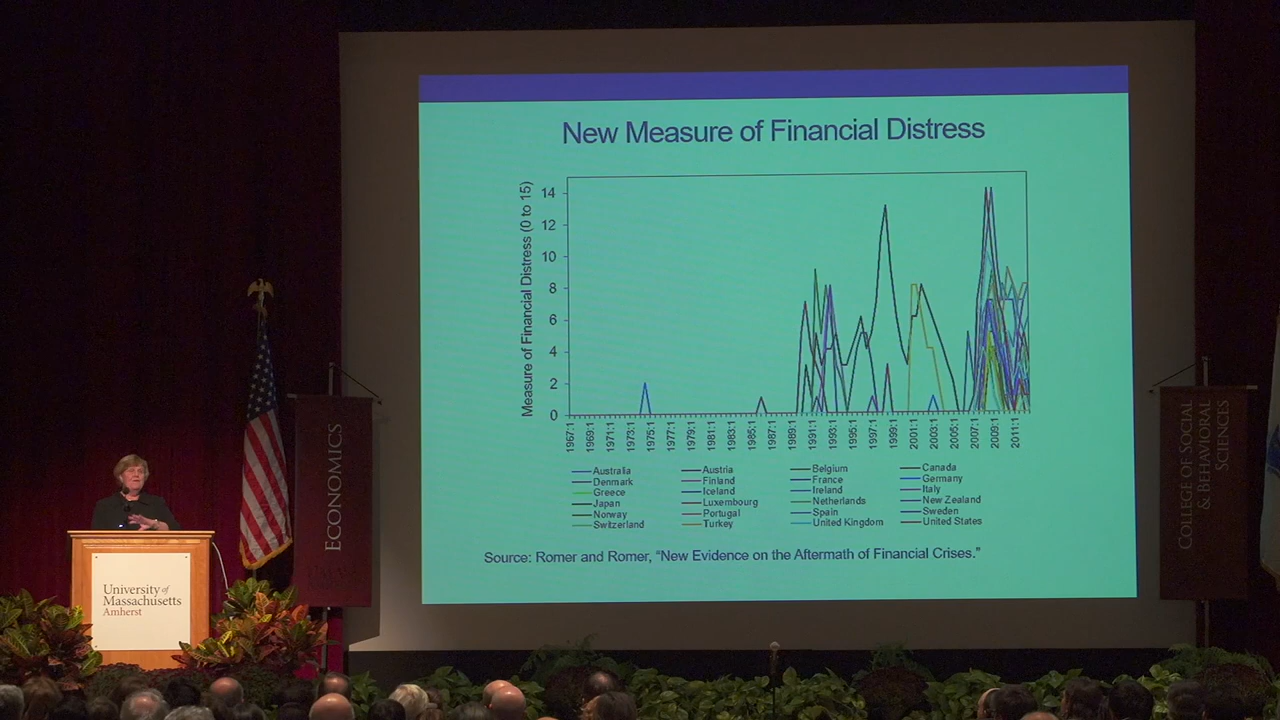 New Measure of Financial Distress
Measure of Financial Distress (0 to 15)
14
12
10
8
6
4
2
0
1967:1 1969:1 1971:1 1973:1 1975:1 1977:1 1979:1 1981:1 1983:1 1985:1 1987:1 1989:1 1991:1 1993:1 1995:1 1997:1 1999:1 2001:1 2003:1 2005:1 2007:1 2009:1 2011:1
Australia Austria Belgium Canada
Denmark Finland France Germany
Greece Iceland Ireland Italy
Japan Luxembourg Netherlands New Zealand
Norway Portugal Spain Sweden
Switzerland Turkey United Kingdom United States
Source: Romer and Romer, “New Evidence on the Aftermath of Financial Crises.”
ECONOMICS
COLLEGE OF SOCIAL
& BEHAVIORAL
SCIENCES
University of
Massachusetts
Amherst